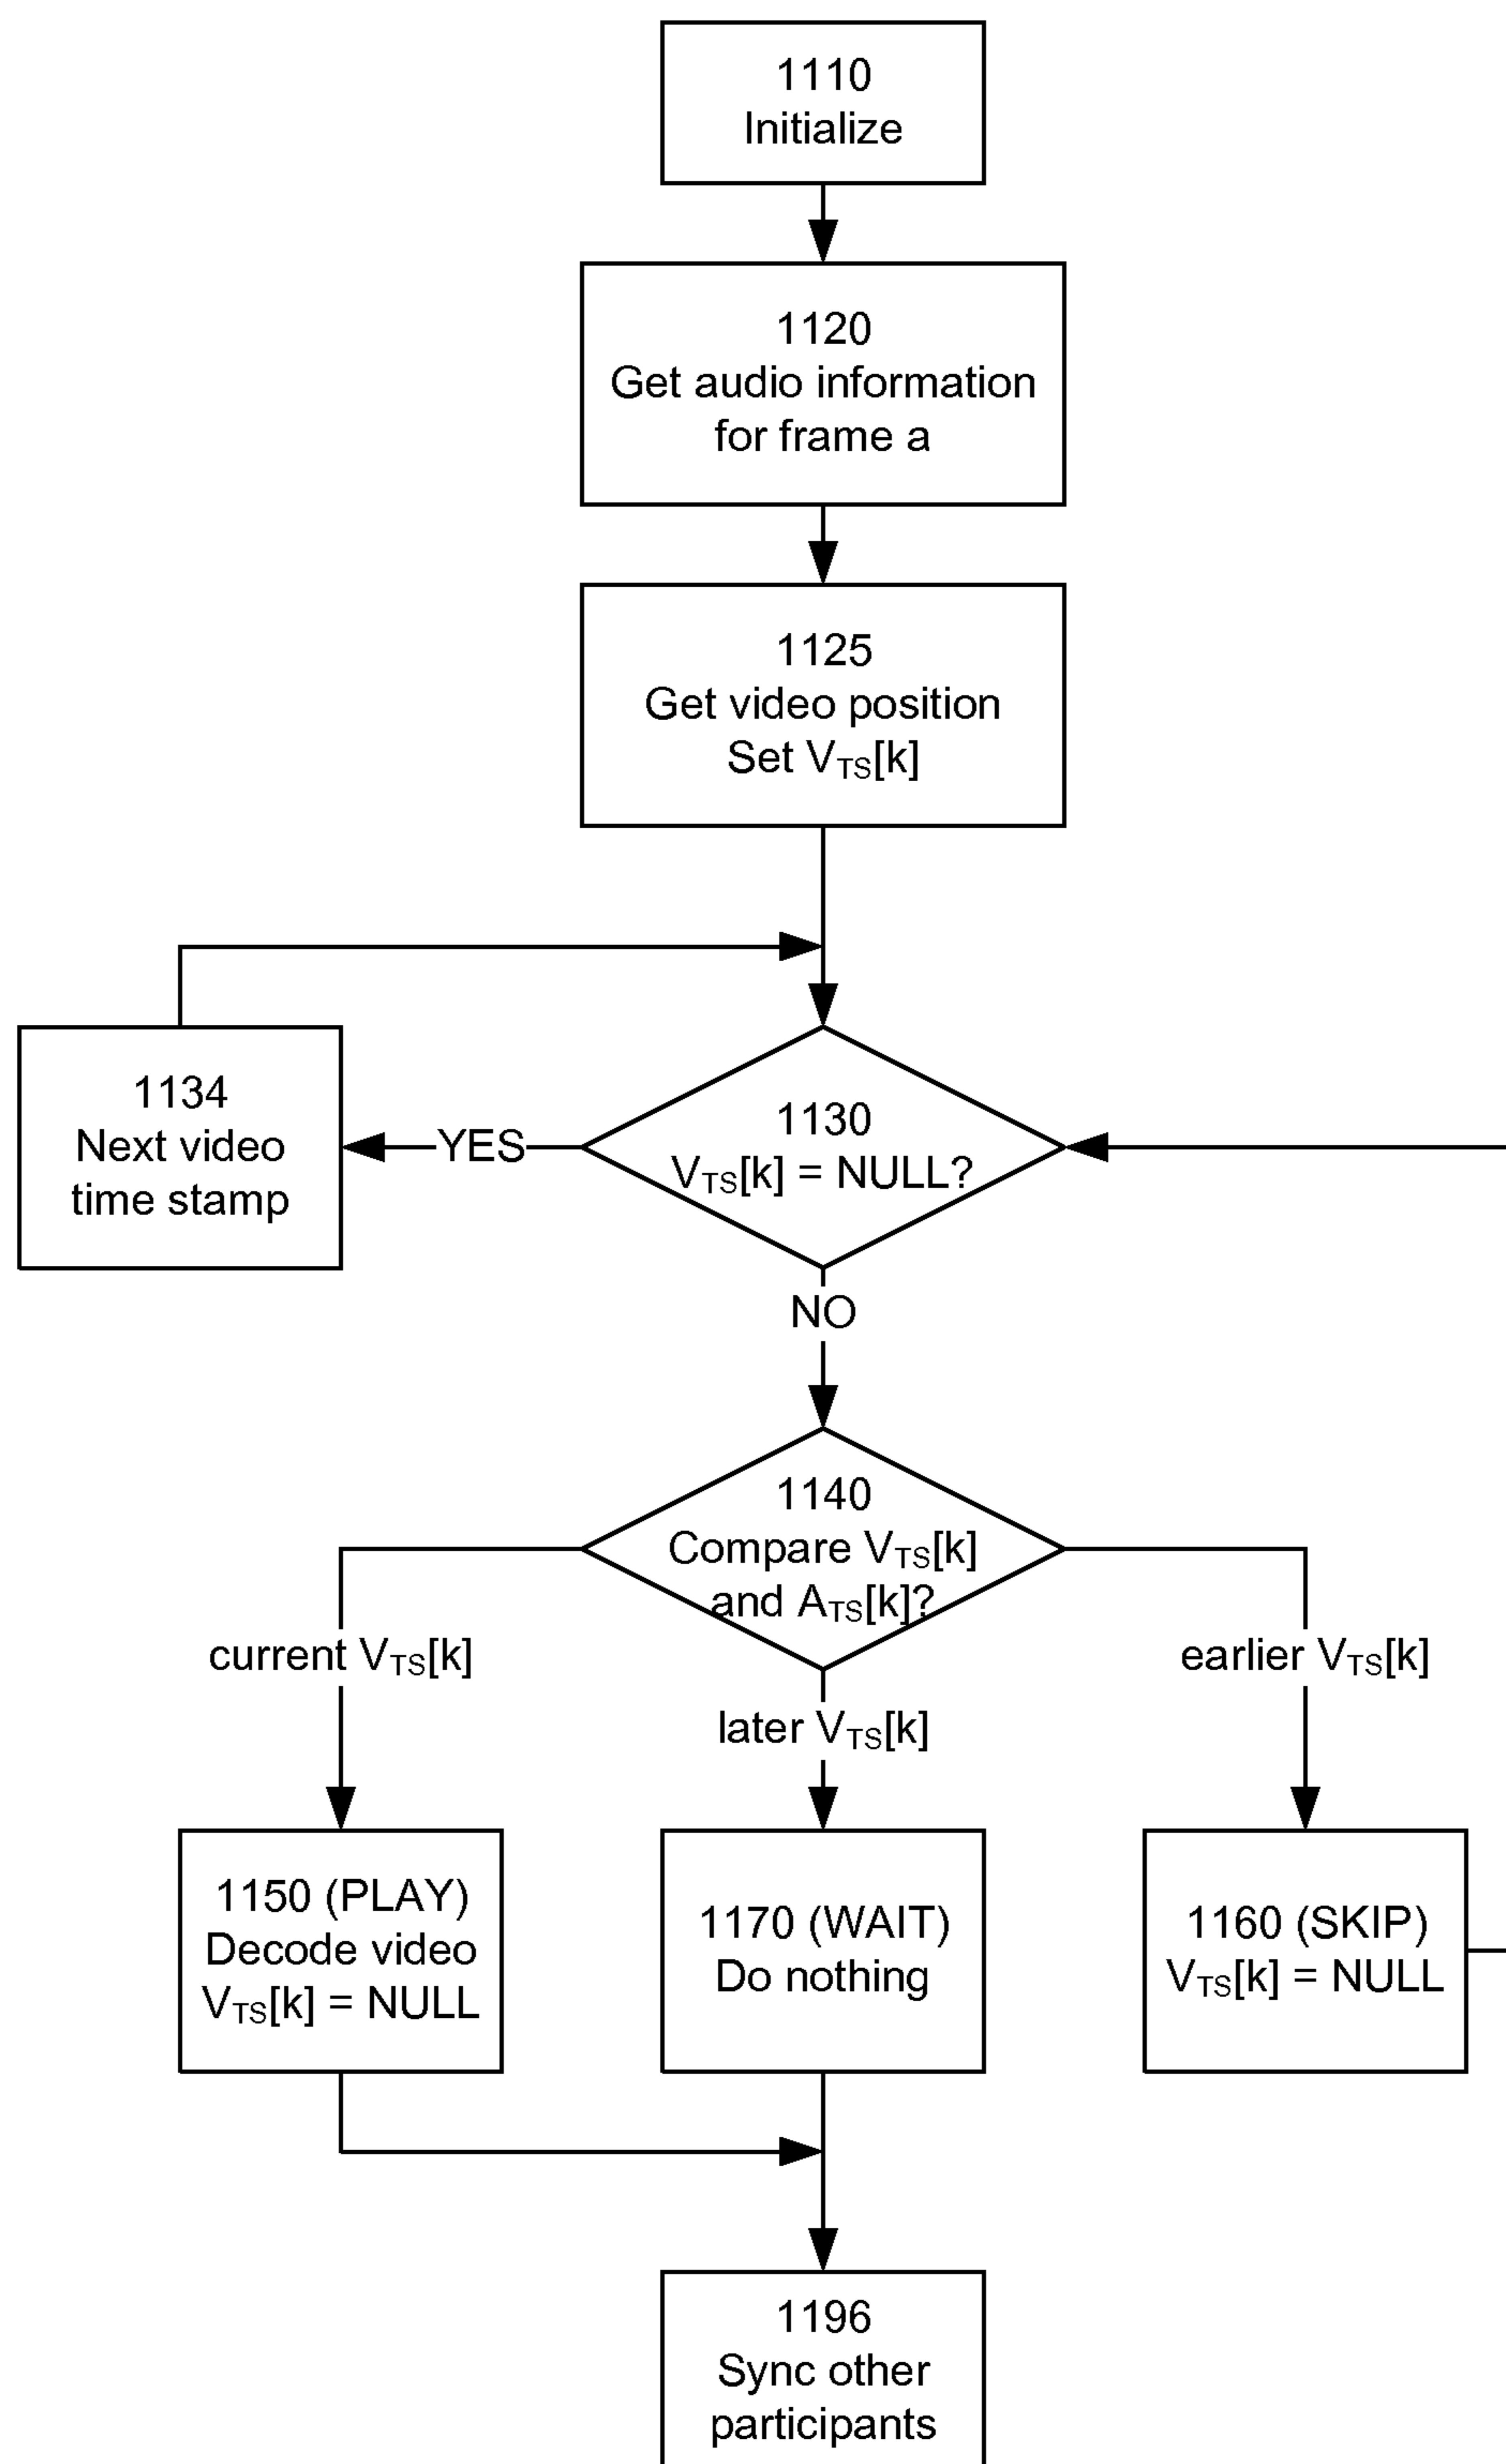 1110
Initialize
1120
Get audio information
for frame a
1125
Get video position
Set VTS[k]
1134
Next video
time stamp
YES
1130
VTS[k] = NULL?
NO
1140
Compare VTS[k]
and ATS[k]?
current VTS[k]
later VTS[k]
earlier VTS[k]
1150 (PLAY)
Decode video
VTS[k] = NULL
1170 (WAIT)
Do nothing
1160 (SKIP)
VTS[k] = NULL
1196
Sync other
participants